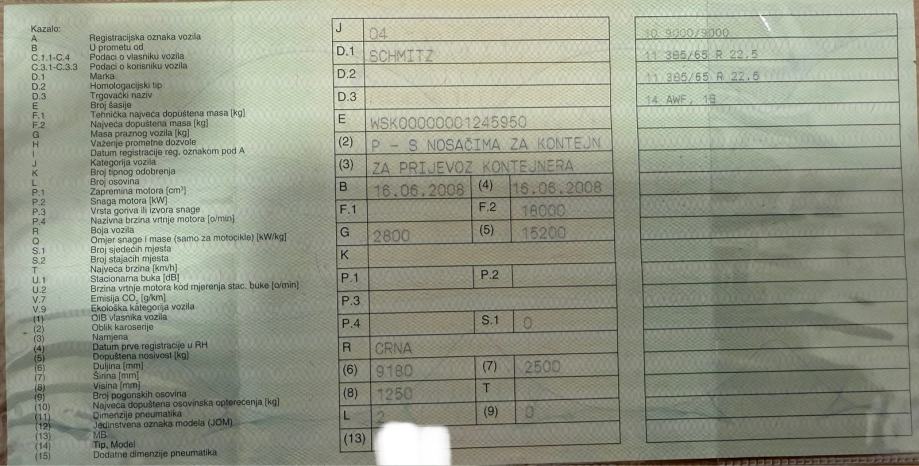 Kazalo:
A Registracijska oznaka vozila
B U prometu od
C.1.1-C.4 Podaci o vlasniku vozila
C.3.1-C.3.3 Podaci o korisniku vozila
D.1 Marka
D.2 Homologacijski tip
D.3 Trgovački naziv
E Broj šasije
F.1 Tehnička najveća dopuštena masa [kg]
F.2 Najveća dopuštena masa [kg]
G Masa praznog vozila [kg]
H Važenje prometne dozvole
I Datum registracije reg. oznakom pod A
J Kategorija vozila
K Broj tipnog odobrenja
L Broj osovina
P.1 Zapremina motora [cm³]
P.2 Snaga motora [kW]
P.3 Vrsta goriva ili izvora snage
P.4 Nazivna brzina vrtnje motora [o/min]
R Boja vozila
Q Omjer snage i mase (samo za motocikle) [kW/kg]
S.1 Broj sjedećih mjesta
S.2 Broj stajaćih mjesta
T Najveća brzina [km/h]
U.1 Stacionarna buka [dB]
U.2 Brzina vrtnje motora kod mjerenja stac. buke [o/min]
V.7 Emisija CO₂ [g/km]
V.9 Ekološka kategorija vozila
(1) OIB vlasnika vozila
(2) Oblik karoserije
(3) Namjena
(4) Datum prve registracije u RH
(5) Dopuštena nosivost [kg]
(6) Duljina [mm]
(7) Širina [mm]
(8) Visina [mm]
(9) Broj pogonskih osovina
(10) Najveća dopuštena osovinska opterećenja [kg]
(11) Dimenzije pneumatika
(12) Jedinstvena oznaka modela (JOM)
(13) MB
(14) Tip, Model
(15) Dodatne dimenzije pneumatika
J O4
D.1 SCHMITZ
D.2
D.3
E WSK00000001245950
(2) P - S NOSAČIMA ZA KONTEJN
(3) ZA PRIJEVOZ KONTEJNERA
B 16.06.2008 (4) 16.06.2008
F.1 F.2 18000
G 2800 (5) 15200
K
P.1 P.2
P.3
P.4 S.1 0
R CRNA
(6) 9180 (7) 2500
(8) 1250 T
L 2 (9) 0
(13)
10 9000/9000
11 385/65 R 22.5
11 385/65 R 22.5
14 AWF, 18